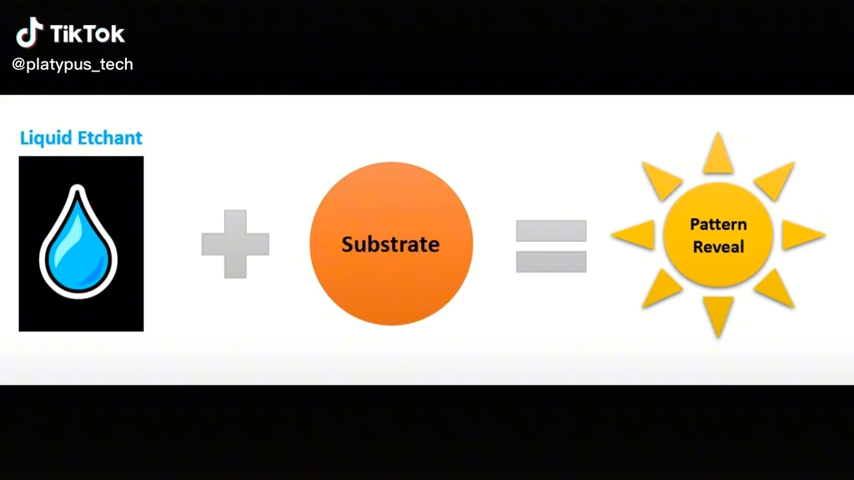 TikTok
@platypus_tech
Liquid Etchant
Substrate
Pattern
Reveal